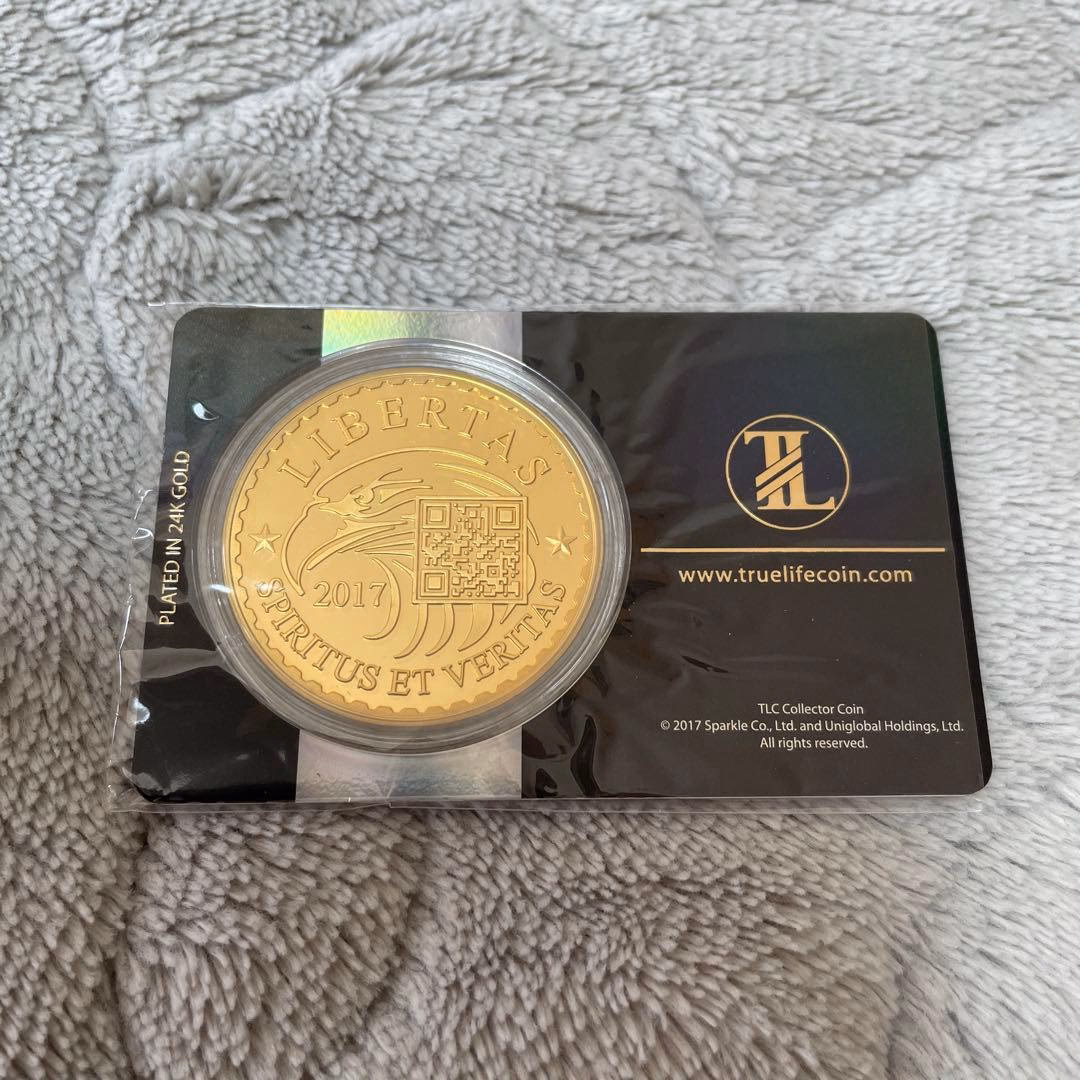 PLATED IN 24K GOLD
LIBERTAS
2017
SPIRITUS ET VERITAS
TL
www.truelifecoin.com
TLC Collector Coin
© 2017 Sparkle Co., Ltd. and Uniglobal Holdings, Ltd.
All rights reserved.